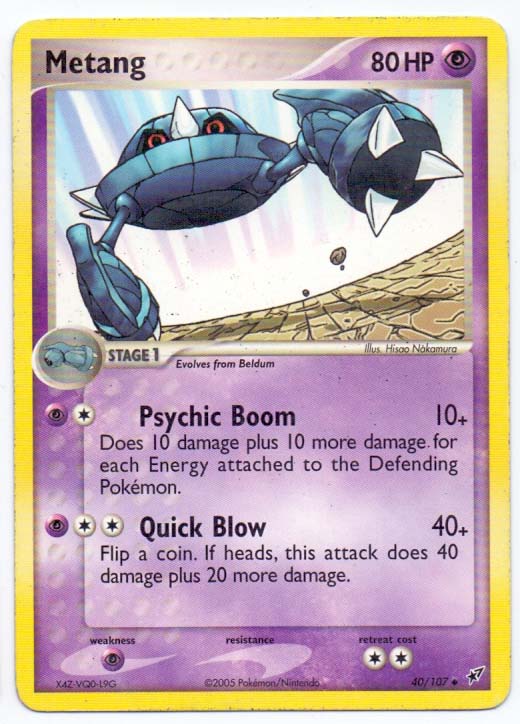 Metang 80 HP
STAGE 1
Illus. Hisao Nakamura
Evolves from Beldum
Psychic Boom 10+
Does 10 damage plus 10 more damage for
each Energy attached to the Defending
Pokémon.
Quick Blow 40+
Flip a coin. If heads, this attack does 40
damage plus 20 more damage.
weakness resistance retreat cost
X4Z-VQ0-L9G ©2005 Pokémon/Nintendo 40/107